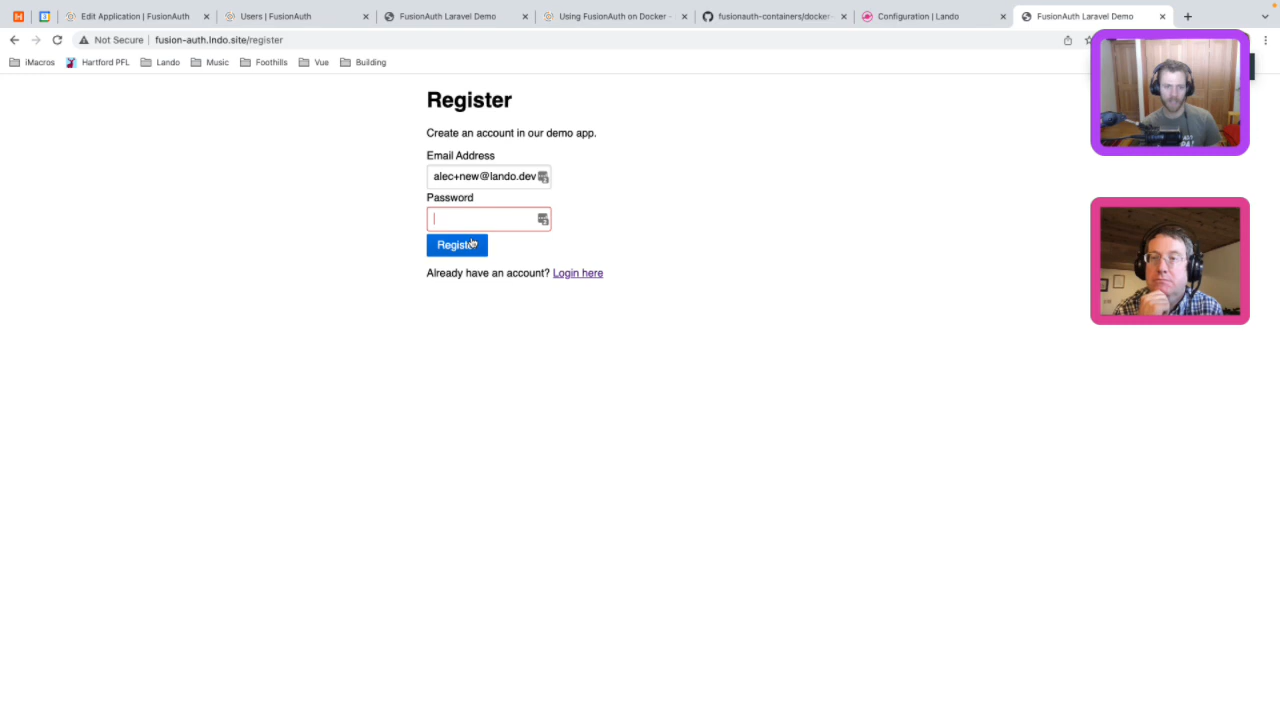 Edit Application | FusionAuth
Users | FusionAuth
FusionAuth Laravel Demo
Using FusionAuth on Docker -
fusionauth-containers/docker-
Configuration | Lando
FusionAuth Laravel Demo
Not Secure
fusion-auth.lndo.site/register
iMacros
Hartford PFL
Lando
Music
Foothills
Vue
Building
Register
Create an account in our demo app.
Email Address
alec+new@lando.dev
Password
Register
Already have an account? Login here